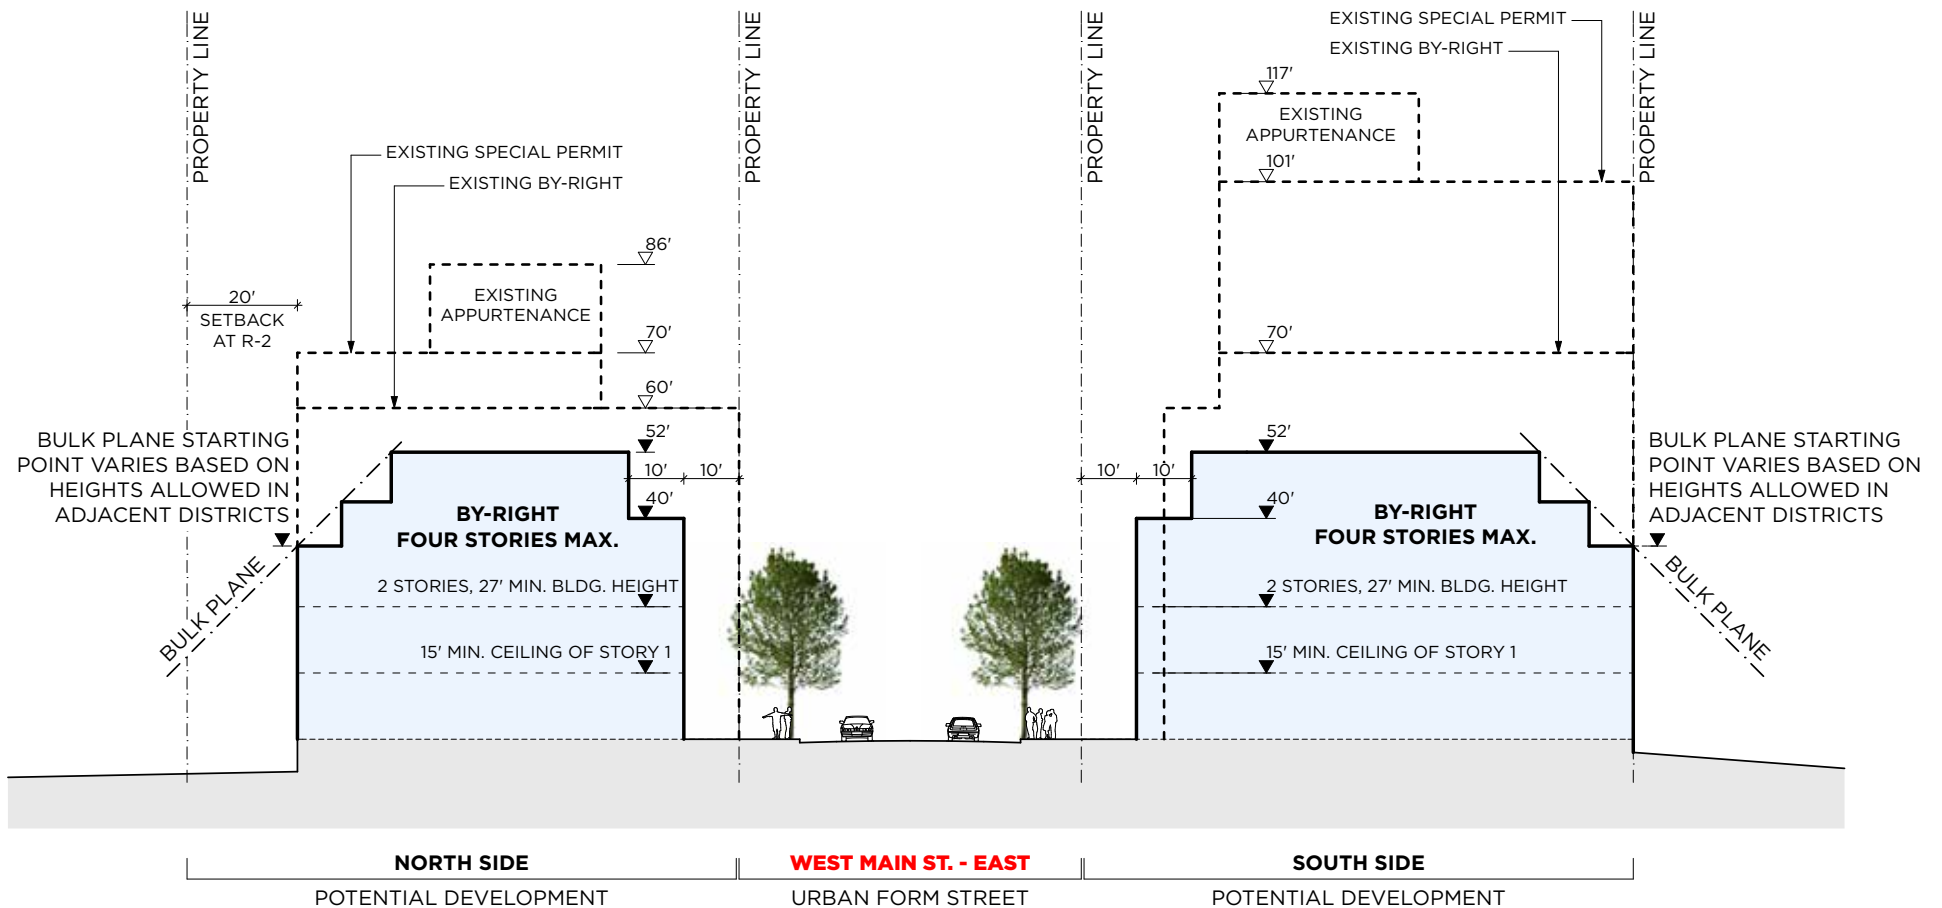 PROPERTY LINE
PROPERTY LINE
PROPERTY LINE
PROPERTY LINE
EXISTING SPECIAL PERMIT
EXISTING BY-RIGHT
86'
EXISTING
APPURTENANCE
20'
SETBACK
AT R-2
70'
60'
BULK PLANE STARTING
POINT VARIES BASED ON
HEIGHTS ALLOWED IN
ADJACENT DISTRICTS
52'
10'
10'
40'
BY-RIGHT
FOUR STORIES MAX.
BULK PLANE
2 STORIES, 27' MIN. BLDG. HEIGHT
15' MIN. CEILING OF STORY 1
EXISTING SPECIAL PERMIT
EXISTING BY-RIGHT
117'
EXISTING
APPURTENANCE
101'
70'
52'
10'
10'
40'
BY-RIGHT
FOUR STORIES MAX.
2 STORIES, 27' MIN. BLDG. HEIGHT
15' MIN. CEILING OF STORY 1
BULK PLANE STARTING
POINT VARIES BASED ON
HEIGHTS ALLOWED IN
ADJACENT DISTRICTS
BULK PLANE
NORTH SIDE
POTENTIAL DEVELOPMENT
WEST MAIN ST. - EAST
URBAN FORM STREET
SOUTH SIDE
POTENTIAL DEVELOPMENT